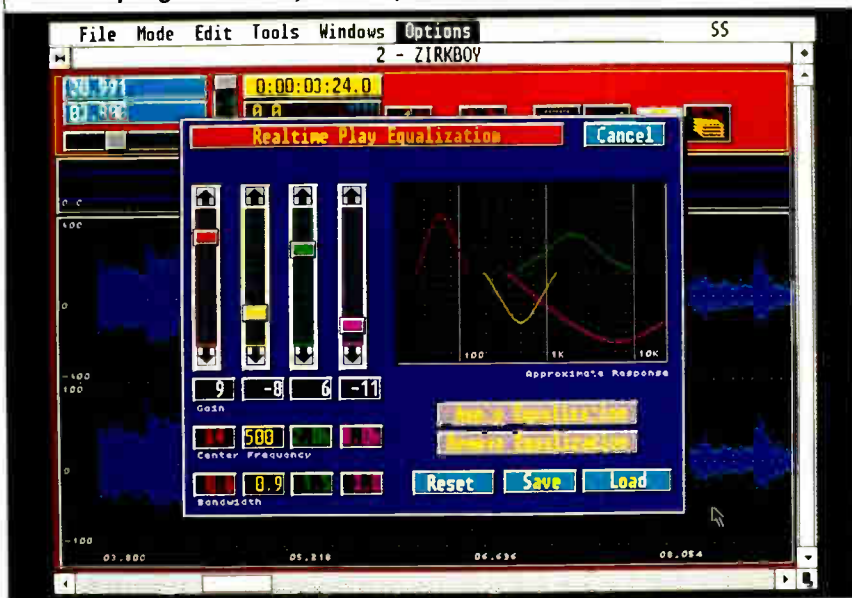 File Mode Edit Tools Windows Options SS
2 - ZIRKBOY
0:00:03:24.0
Realtime Play Equalization Cancel
0
-400
100
0
-100
100 1K 10K
Approximate Response
9 -8 6 -11
Gain
500
Center Frequency
0.9
Bandwidth
Reset Save Load
03.800 05.218 06.636 08.054